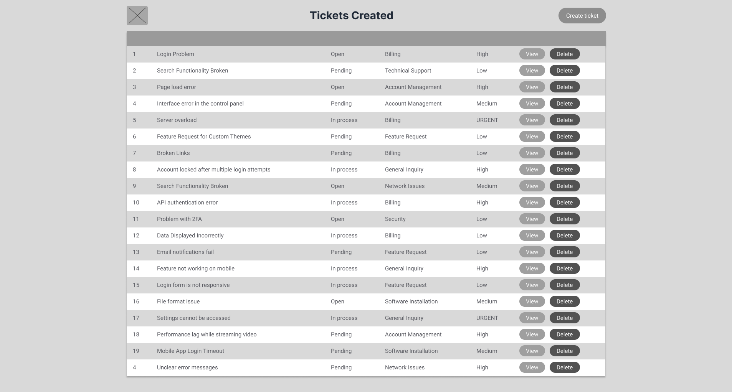 Tickets Created
Create ticket
1 Login Problem Open Billing High View Delete
2 Search Functionality Broken Pending Technical Support Low View Delete
3 Page load error Open Account Management High View Delete
4 Interface error in the control panel Pending Account Management Medium View Delete
5 Server overload In process Billing URGENT View Delete
6 Feature Request for Custom Themes Pending Feature Request Low View Delete
7 Broken Links Pending Billing Low View Delete
8 Account locked after multiple login attempts In process General Inquiry High View Delete
9 Search Functionality Broken Open Network Issues Medium View Delete
10 API authentication error In process Billing High View Delete
11 Problem with 2FA Open Security Low View Delete
12 Data Displayed Incorrectly In process Billing Low View Delete
13 Email notifications fail Pending Feature Request Low View Delete
14 Feature not working on mobile In process General Inquiry High View Delete
15 Login form is not responsive In process Feature Request Low View Delete
16 File format issue Open Software Installation Medium View Delete
17 Settings cannot be accessed In process General Inquiry URGENT View Delete
18 Performance lag while streaming video Pending Account Management High View Delete
19 Mobile App Login Timeout Pending Software Installation Medium View Delete
4 Unclear error messages Pending Network Issues High View Delete